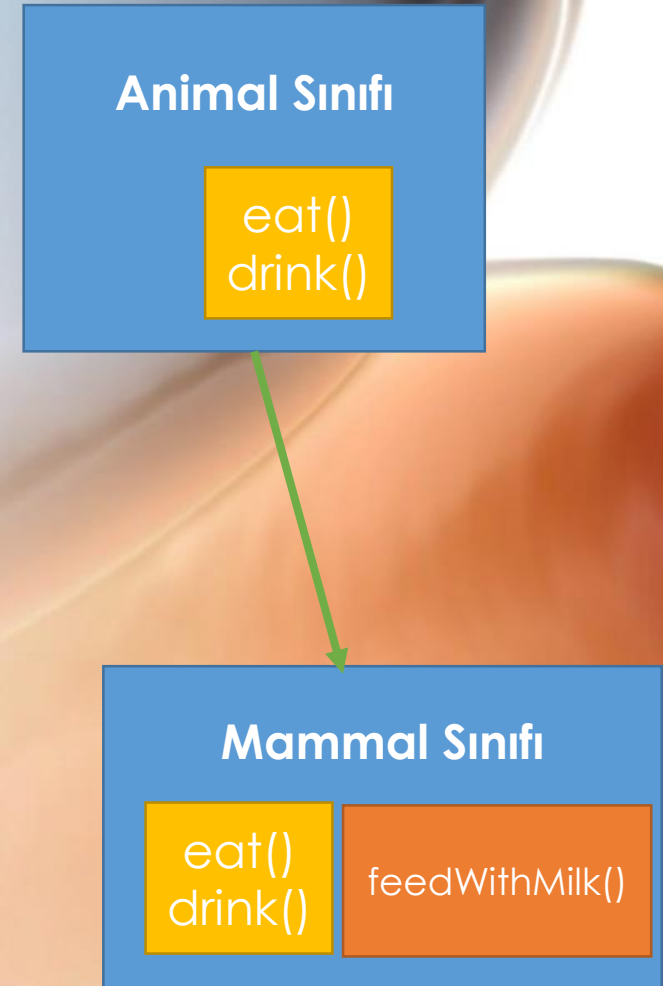 Animal Sınıfı
eat()
drink()
Mammal Sınıfı
eat()
drink()
feedWithMilk()